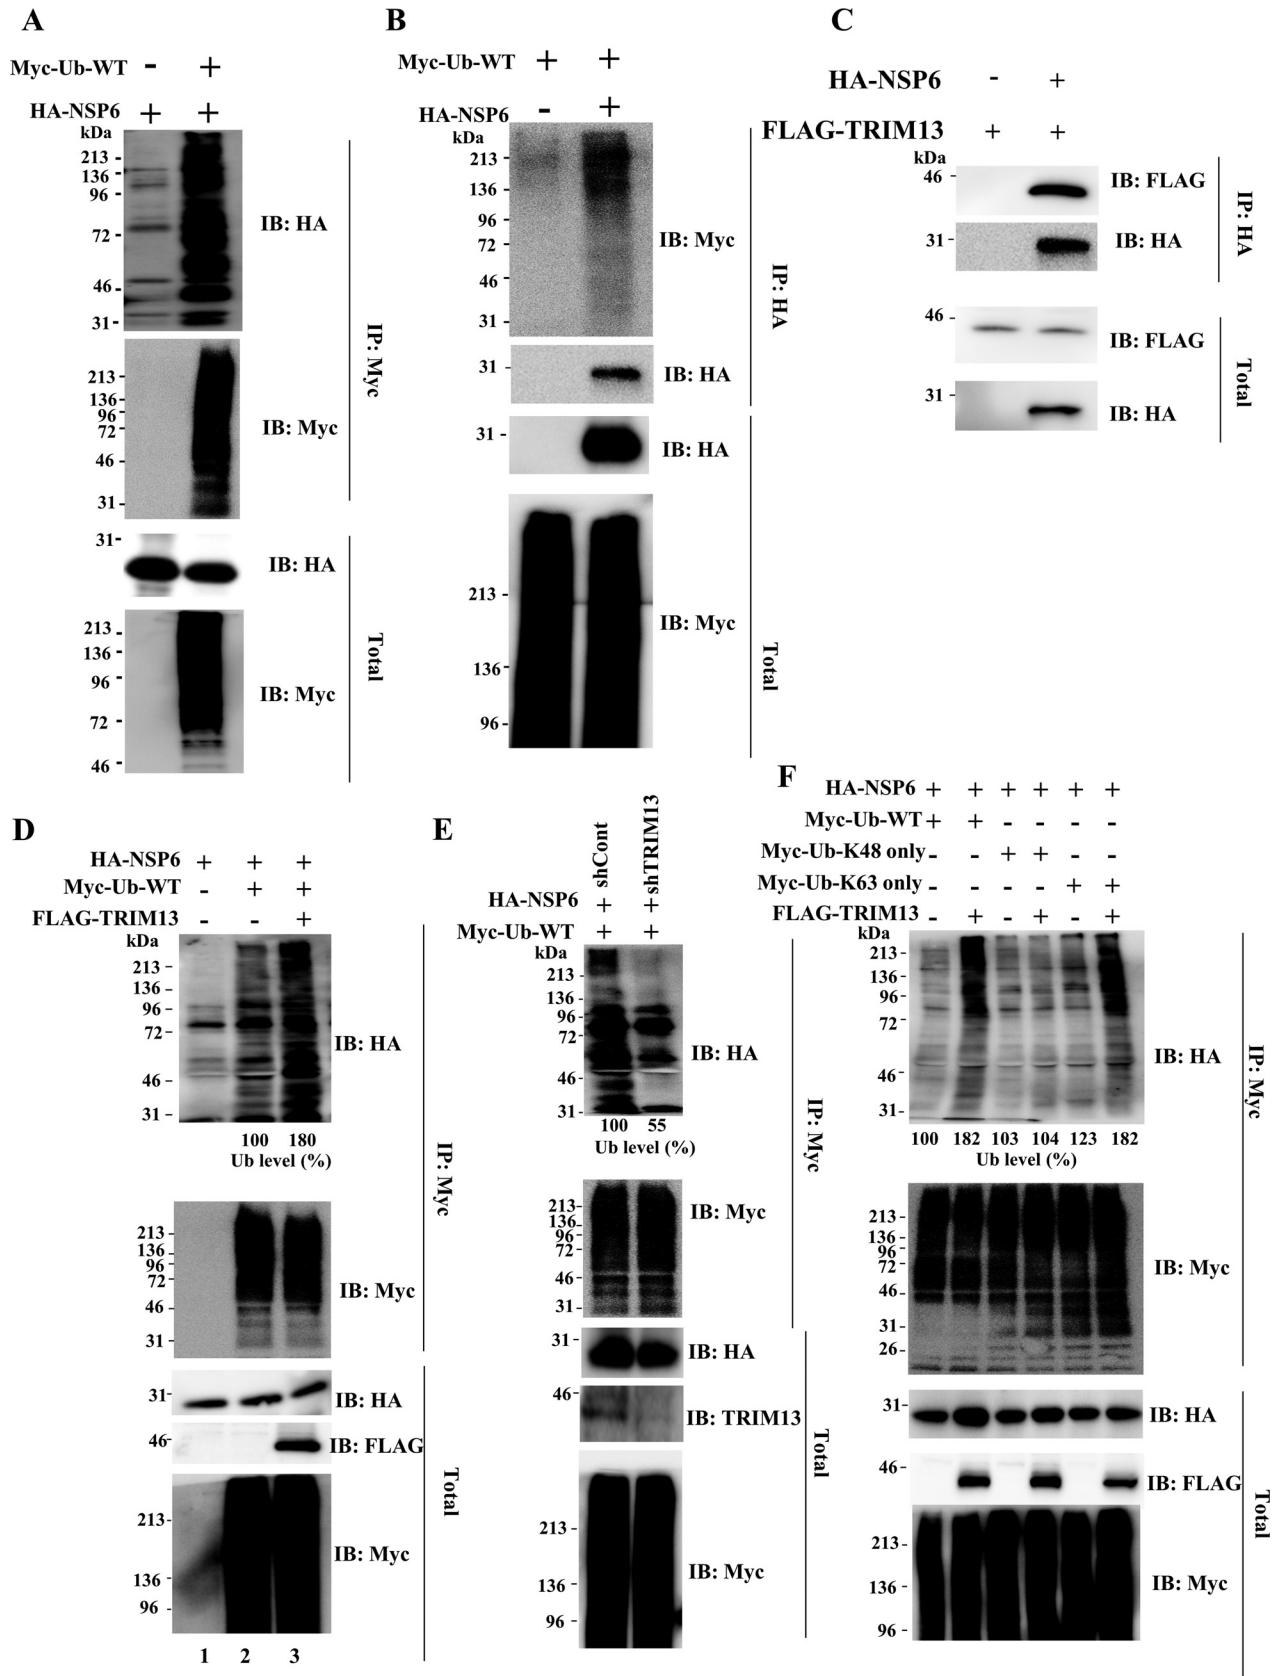 A
Myc-Ub-WT - +
HA-NSP6 + +
kDa
213
136
96
72
46
31
IB: HA
213
136
96
72
46
31
IB: Myc
IP: Myc
31
IB: HA
213
136
96
72
46
IB: Myc
Total
B
Myc-Ub-WT + +
HA-NSP6 - +
kDa
213
136
96
72
46
31
IB: Myc
31
IB: HA
IP: HA
31
IB: HA
213
136
96
IB: Myc
Total
C
HA-NSP6 - +
FLAG-TRIM13 + +
kDa
46
IB: FLAG
31
IB: HA
IP: HA
46
IB: FLAG
31
IB: HA
Total
D
HA-NSP6 + + +
Myc-Ub-WT - + +
FLAG-TRIM13 - - +
kDa
213
136
96
72
46
31
IB: HA
100 180
Ub level (%)
213
136
96
72
46
31
IB: Myc
IP: Myc
31
IB: HA
46
IB: FLAG
213
136
96
IB: Myc
Total
1 2 3
E
shCont shTRIM13
HA-NSP6 + +
Myc-Ub-WT + +
kDa
213
136
96
72
46
31
IB: HA
100 55
Ub level (%)
213
136
96
72
46
31
IB: Myc
IP: Myc
31
IB: HA
46
IB: TRIM13
213
136
96
IB: Myc
Total
F
HA-NSP6 + + + + + +
Myc-Ub-WT + + - - - -
Myc-Ub-K48 only - - + + - -
Myc-Ub-K63 only - - - - + +
FLAG-TRIM13 - + - + - +
kDa
213
136
96
72
46
31
IB: HA
100 182 103 104 123 182
Ub level (%)
213
136
96
72
46
31
26
IB: Myc
IP: Myc
31
IB: HA
46
IB: FLAG
213
136
96
IB: Myc
Total